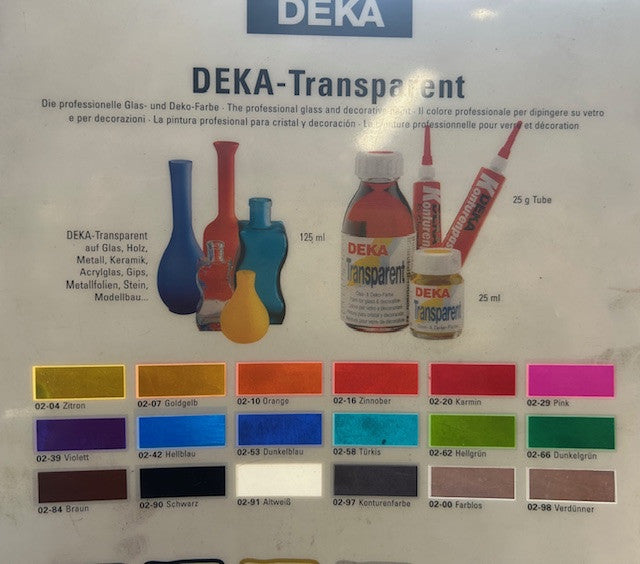 DEKA
DEKA-Transparent
Die professionelle Glas- und Deko-Farbe · The professional glass and decorative paint · Il colore professionale per dipingere su vetro
e per decorazioni · La pintura profesional para cristal y decoración · La peinture professionnelle pour verre et décoration
DEKA-Transparent
auf Glas, Holz,
Metall, Keramik,
Acrylglas, Gips,
Metallfolien, Stein,
Modellbau...
125 ml
DEKA
Transparent
25 g Tube
DEKA
Transparent
25 ml
02-04 Zitron
02-07 Goldgelb
02-10 Orange
02-16 Zinnober
02-20 Karmin
02-29 Pink
02-39 Violett
02-42 Hellblau
02-53 Dunkelblau
02-58 Türkis
02-62 Hellgrün
02-66 Dunkelgrün
02-84 Braun
02-90 Schwarz
02-91 Altweiß
02-97 Konturenfarbe
02-00 Farblos
02-98 Verdünner